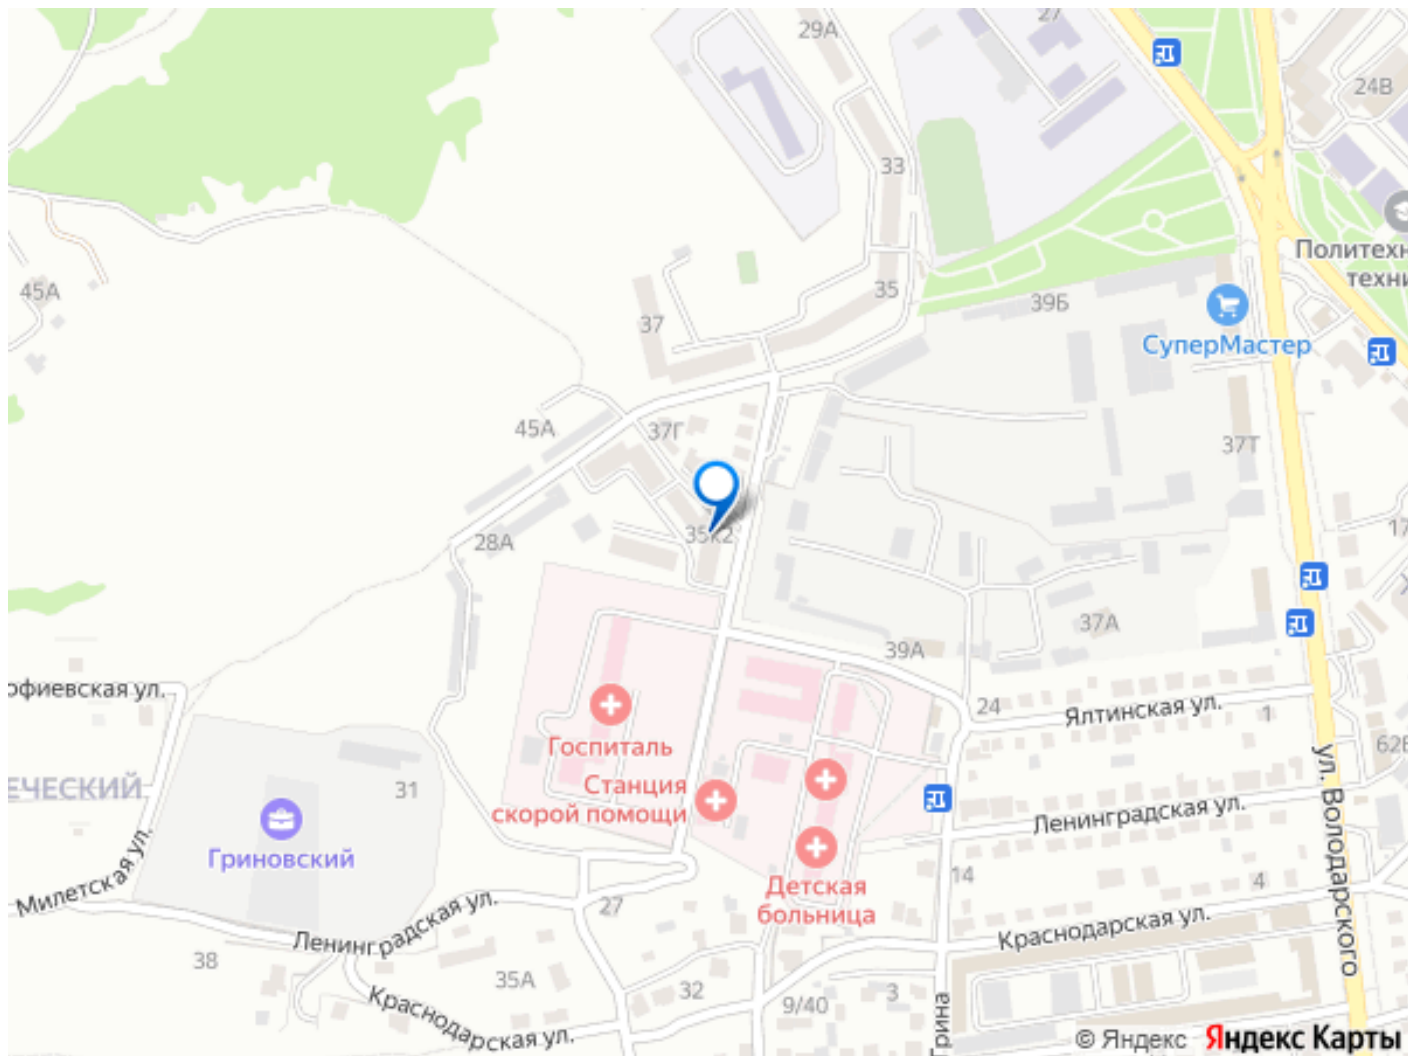 29А
27
24В
33
Политехн
техни
45А
35
39Б
37
СуперМастер
45А
37Г
37Т
35к2
17
28А
37А
39А
офиевская ул.
24
Ялтинская ул.
1
Госпиталь
62В
ул. Володарского
ЕЧЕСКИЙ
31
Станция
скорой помощи
Ленинградская ул.
Гриновский
Милетская ул.
Детская
больница
14
4
27
Ленинградская ул.
Краснодарская ул.
38
35А
32
9/40
3
Грина
Краснодарская ул.
© Яндекс Яндекс Карты